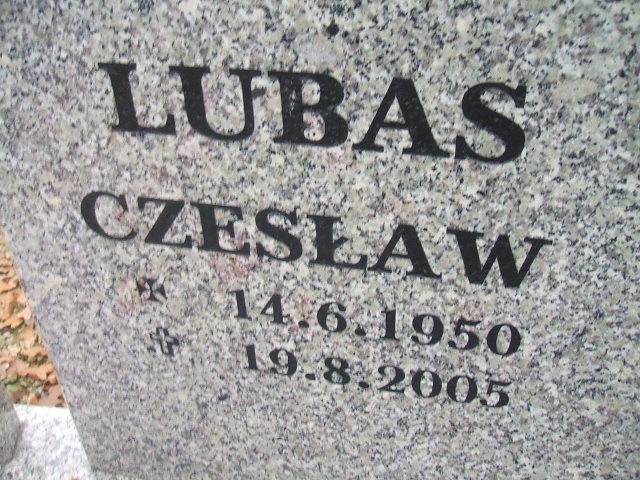 LUBAS
CZESŁAW
✠ 14.6.1950
✞ 19.8.2005